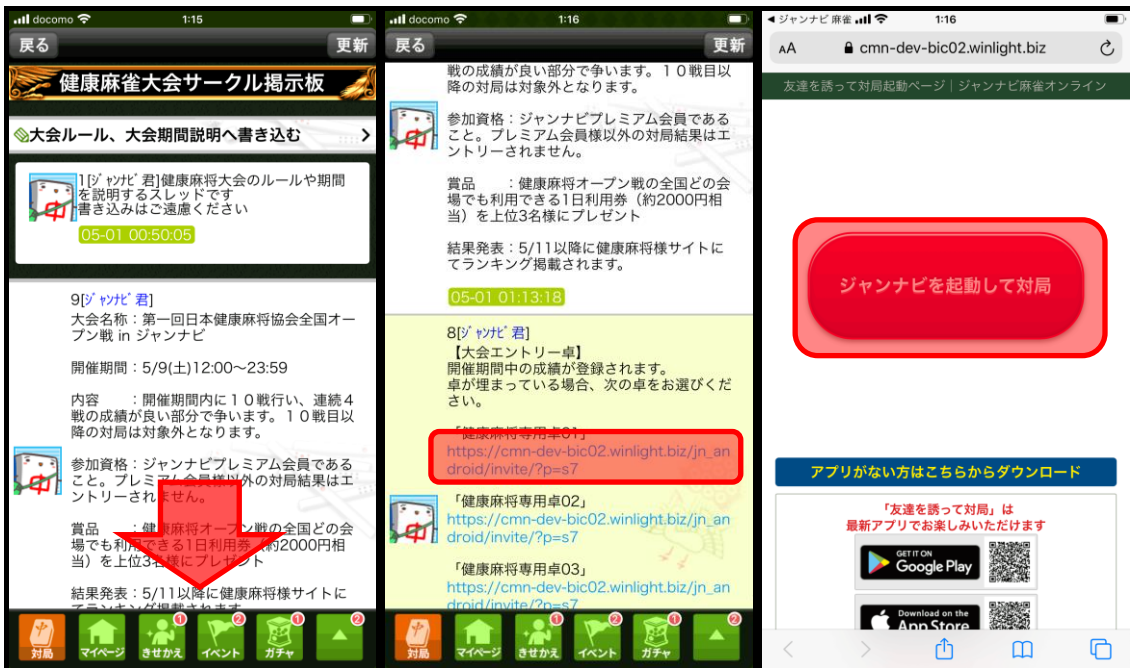 docomo
1:15
戻る
更新
健康麻雀大会サークル掲示板
大会ルール、大会期間説明へ書き込む
1[ｼﾞｬﾝﾅﾋﾞ君]健康麻将大会のルールや期間
を説明するスレッドです
書き込みはご遠慮ください
05-01 00:50:05
9[ｼﾞｬﾝﾅﾋﾞ君]
大会名称：第一回日本健康麻将協会全国オー
プン戦 in ジャンナビ
開催期間：5/9(土)12:00～23:59
内容　　：開催期間内に１０戦行い、連続４
戦の成績が良い部分で争います。１０戦目以
降の対局は対象外となります。
参加資格：ジャンナビプレミアム会員である
こと。プレミアム会員様以外の対局結果はエ
ントリーされません。
賞品　　：健康麻将オープン戦の全国どの会
場でも利用できる1日利用券（約2000円相
当）を上位3名様にプレゼント
結果発表：5/11以降に健康麻将様サイトに
てランキング掲載されます。
対局
マイページ
きせかえ
1
イベント
2
ガチャ
1
2
docomo
1:16
戻る
更新
戦の成績が良い部分で争います。１０戦目以
降の対局は対象外となります。
参加資格：ジャンナビプレミアム会員である
こと。プレミアム会員様以外の対局結果はエ
ントリーされません。
賞品　　：健康麻将オープン戦の全国どの会
場でも利用できる1日利用券（約2000円相
当）を上位3名様にプレゼント
結果発表：5/11以降に健康麻将様サイトに
てランキング掲載されます。
05-01 01:13:18
8[ｼﾞｬﾝﾅﾋﾞ君]
【大会エントリー卓】
開催期間中の成績が登録されます。
卓が埋まっている場合、次の卓をお選びくだ
さい。
「健康麻将専用卓01」
https://cmn-dev-bic02.winlight.biz/jn_an
droid/invite/?p=s7
「健康麻将専用卓02」
https://cmn-dev-bic02.winlight.biz/jn_an
droid/invite/?p=s7
「健康麻将専用卓03」
https://cmn-dev-bic02.winlight.biz/jn_an
droid/invite/?p=s7
対局
マイページ
きせかえ
1
イベント
2
ガチャ
1
2
ジャンナビ麻雀
1:16
AA
cmn-dev-bic02.winlight.biz
友達を誘って対局起動ページ｜ジャンナビ麻雀オンライン
ジャンナビを起動して対局
アプリがない方はこちらからダウンロード
「友達を誘って対局」は
最新アプリでお楽しみいただけます
GET IT ON
Google Play
Download on the
App Store